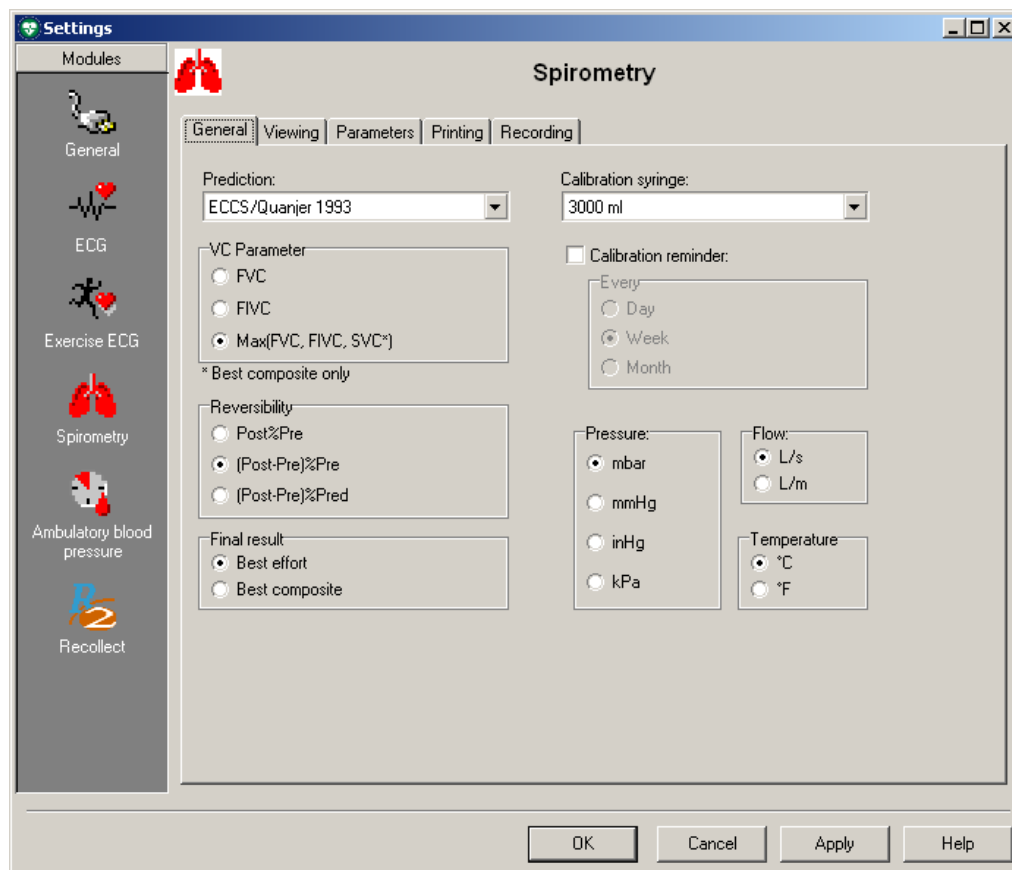 Settings
Modules
General
ECG
Exercise ECG
Spirometry
Ambulatory blood
pressure
R2
Recollect
Spirometry
General
Viewing
Parameters
Printing
Recording
Prediction:
ECCS/Quanjer 1993
VC Parameter
FVC
FIVC
Max(FVC, FIVC, SVC*)
* Best composite only
Reversibility
Post%Pre
(Post-Pre)%Pre
(Post-Pre)%Pred
Final result
Best effort
Best composite
Calibration syringe:
3000 ml
Calibration reminder:
Every
Day
Week
Month
Pressure:
mbar
mmHg
inHg
kPa
Flow:
L/s
L/m
Temperature
°C
°F
OK
Cancel
Apply
Help